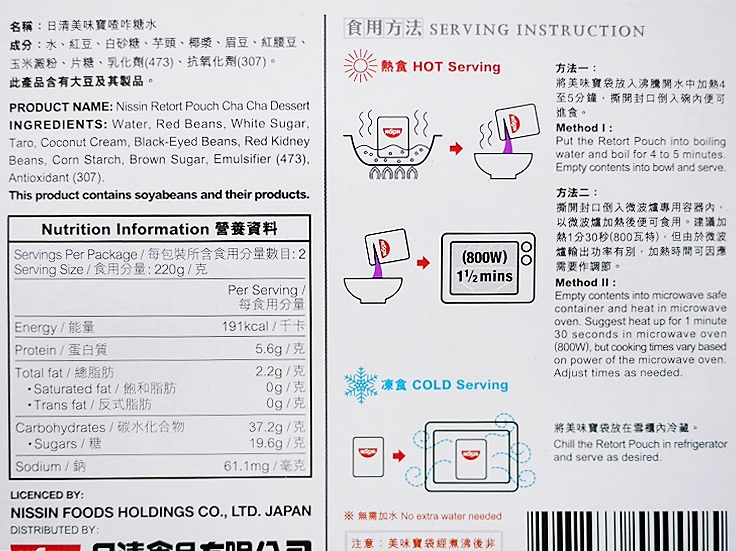 名稱：日清美味寶喳咋糖水
成分：水、紅豆、白砂糖、芋頭、椰漿、眉豆、紅腰豆、
玉米澱粉、片糖、乳化劑(473)、抗氧化劑(307)。
此產品含有大豆及其製品。
PRODUCT NAME: Nissin Retort Pouch Cha Cha Dessert
INGREDIENTS: Water, Red Beans, White Sugar,
Taro, Coconut Cream, Black-Eyed Beans, Red Kidney
Beans, Corn Starch, Brown Sugar, Emulsifier (473),
Antioxidant (307).
This product contains soyabeans and their products.
Nutrition Information 營養資料
Servings Per Package / 每包裝所含食用分量數目: 2
Serving Size / 食用分量: 220g / 克
Per Serving /
每食用分量
Energy / 能量 191kcal / 千卡
Protein / 蛋白質 5.6g / 克
Total fat / 總脂肪 2.2g / 克
•Saturated fat / 飽和脂肪 0g / 克
•Trans fat / 反式脂肪 0g / 克
Carbohydrates / 碳水化合物 37.2g / 克
•Sugars / 糖 19.6g / 克
Sodium / 鈉 61.1mg / 毫克
LICENCED BY:
NISSIN FOODS HOLDINGS CO., LTD. JAPAN
DISTRIBUTED BY:
日清食品有限公司
食用方法 SERVING INSTRUCTION
熱食 HOT Serving
方法一：
將美味寶袋放入沸騰開水中加熱4
至5分鐘，撕開封口倒入碗內便可
進食。
Method I :
Put the Retort Pouch into boiling
water and boil for 4 to 5 minutes.
Empty contents into bowl and serve.
方法二：
撕開封口倒入微波爐專用容器內，
以微波爐加熱後便可食用。建議加
熱1分30秒(800瓦特)，但由於微波
爐輸出功率有別，加熱時間可因應
需要作調節。
Method II :
Empty contents into microwave safe
container and heat in microwave
oven. Suggest heat up for 1 minute
30 seconds in microwave oven
(800W), but cooking times vary based
on power of the microwave oven.
Adjust times as needed.
(800W)
1½mins
凍食 COLD Serving
將美味寶袋放在雪櫃內冷藏。
Chill the Retort Pouch in refrigerator
and serve as desired.
※ 無需加水 No extra water needed
注意：美味寶袋經煮沸後非